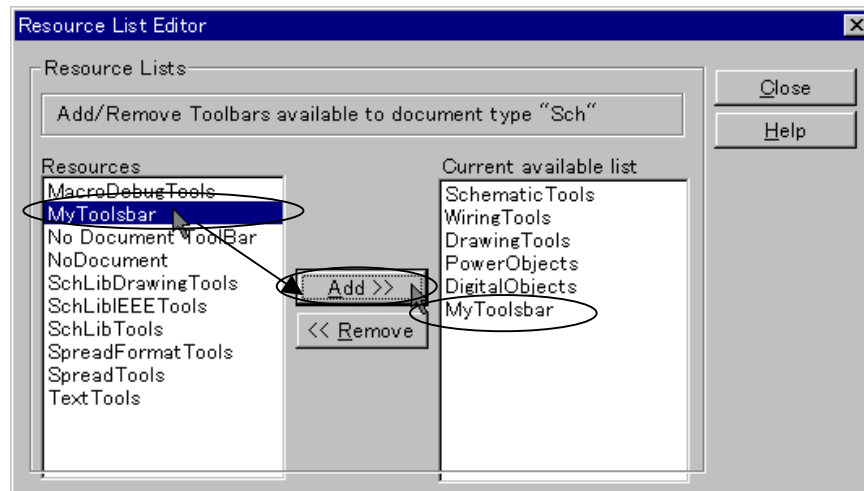 Resource List Editor
Resource Lists
Close
Add/Remove Toolbars available to document type "Sch"
Help
Resources
Current available list
MacroDebugTools
MyToolsbar
No Document ToolBar
NoDocument
SchLibDrawingTools
SchLibIEEETools
SchLibTools
SpreadFormatTools
SpreadTools
TextTools
Add >>
<< Remove
SchematicTools
WiringTools
DrawingTools
PowerObjects
DigitalObjects
MyToolsbar